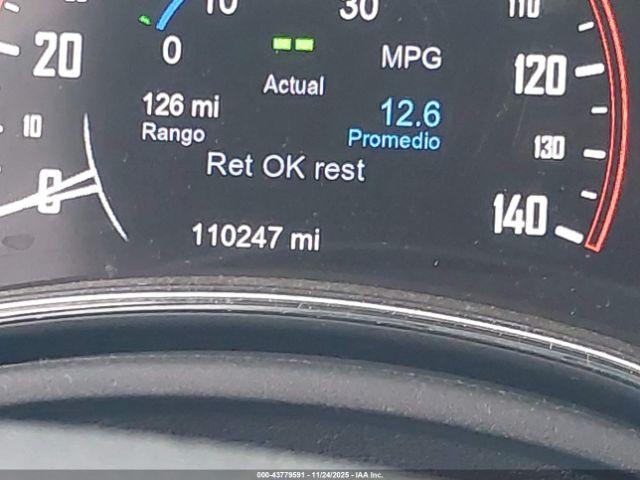 10
30
110
20
0
MPG
120
Actual
126 mi
12.6
10
Rango
Promedio
130
Ret OK rest
0
140
110247 mi
000-43779591 - 11/24/2025 - IAA Inc.